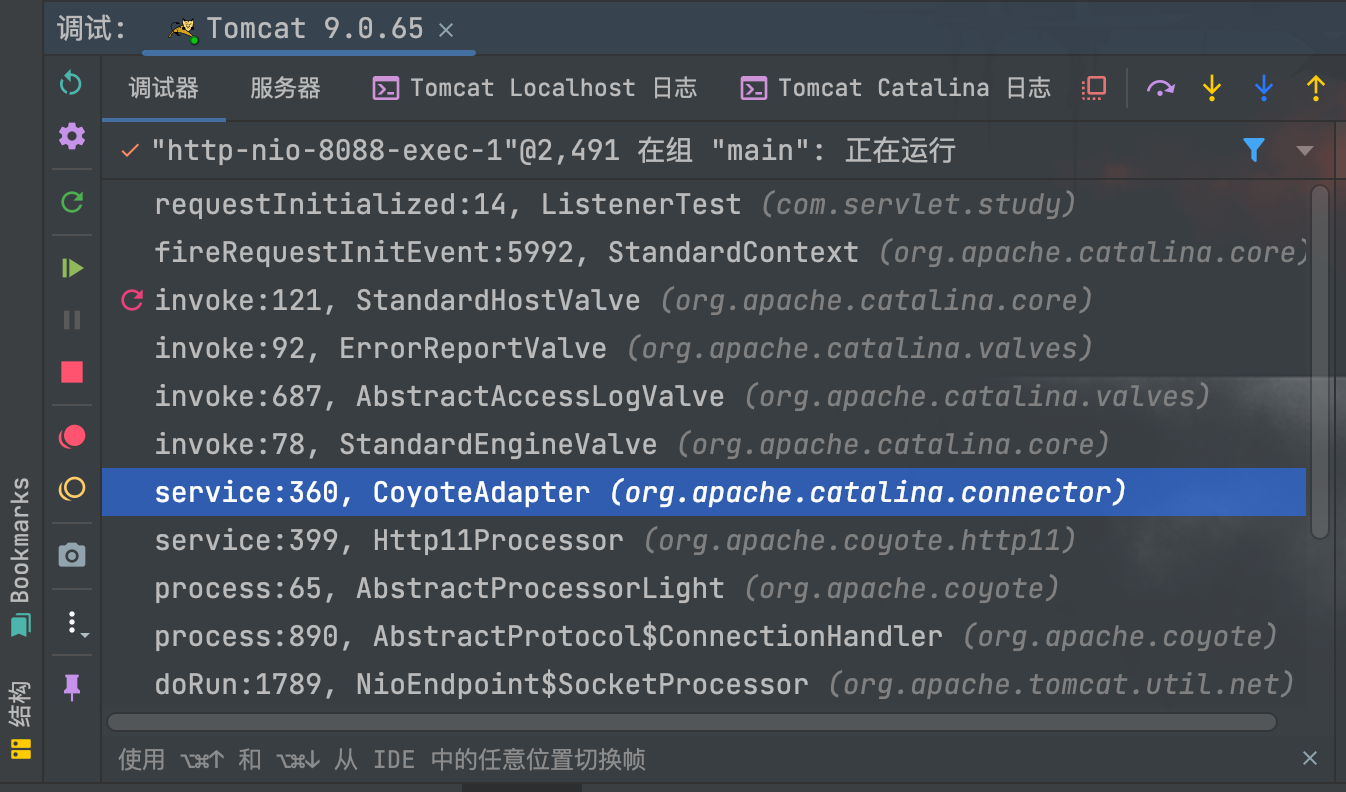 调试: Tomcat 9.0.65 ×
调试器 服务器 Tomcat Localhost 日志 Tomcat Catalina 日志
"http-nio-8088-exec-1"@2,491 在组 "main": 正在运行
requestInitialized:14, ListenerTest (com.servlet.study)
fireRequestInitEvent:5992, StandardContext (org.apache.catalina.core)
invoke:121, StandardHostValve (org.apache.catalina.core)
invoke:92, ErrorReportValve (org.apache.catalina.valves)
invoke:687, AbstractAccessLogValve (org.apache.catalina.valves)
invoke:78, StandardEngineValve (org.apache.catalina.core)
service:360, CoyoteAdapter (org.apache.catalina.connector)
service:399, Http11Processor (org.apache.coyote.http11)
process:65, AbstractProcessorLight (org.apache.coyote)
process:890, AbstractProtocol$ConnectionHandler (org.apache.coyote)
doRun:1789, NioEndpoint$SocketProcessor (org.apache.tomcat.util.net)
使用 ⌥⌘↑ 和 ⌥⌘↓ 从 IDE 中的任意位置切换帧
Bookmarks
结构